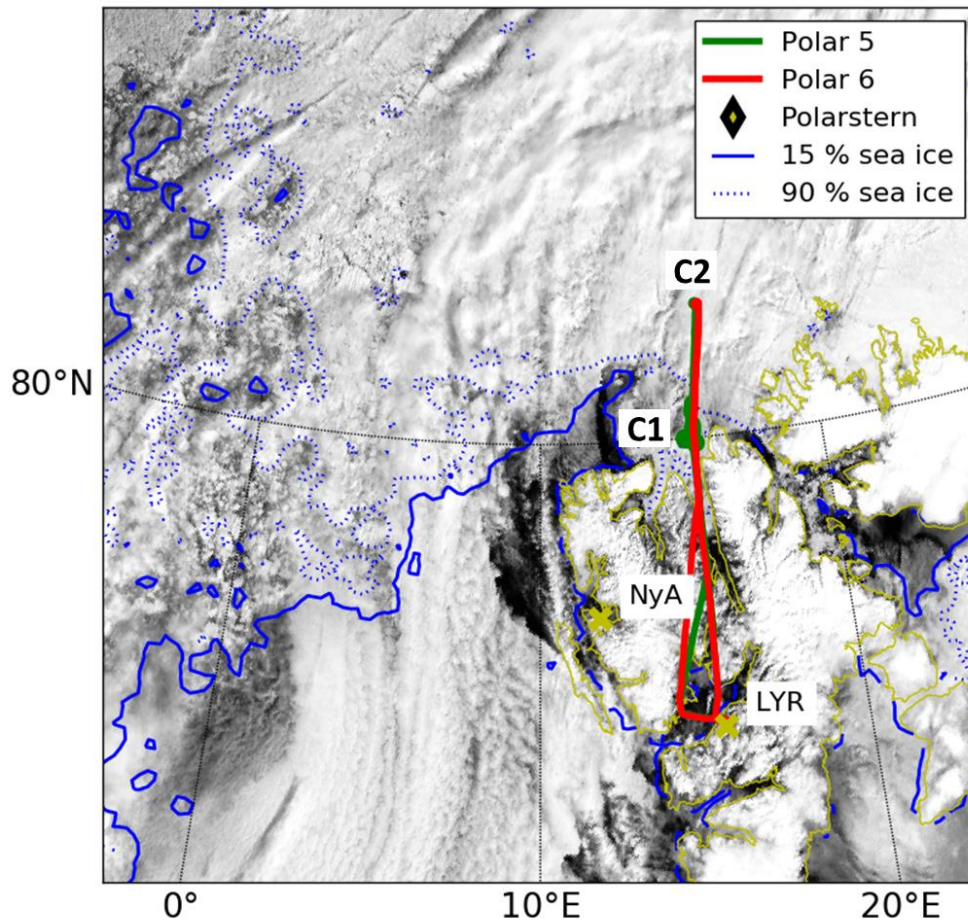 Polar 5
Polar 6
Polarstern
15 % sea ice
90 % sea ice
C2
80°N
C1
NyA
LYR
0°
10°E
20°E